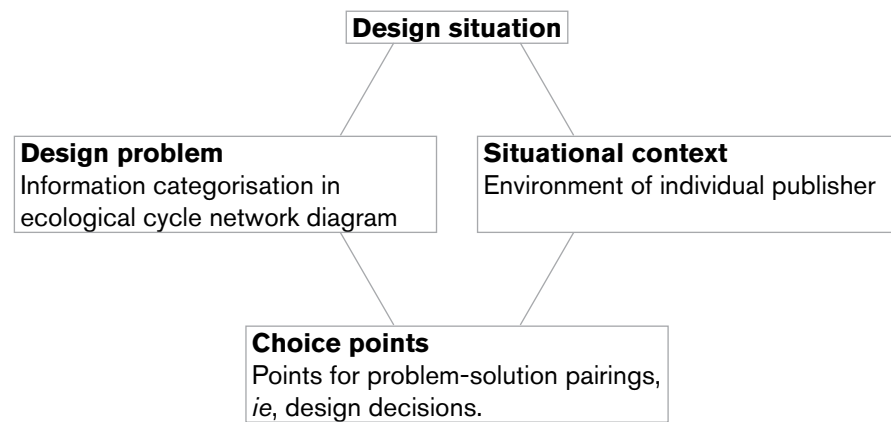 Design situation
Design problem
Information categorisation in
ecological cycle network diagram
Situational context
Environment of individual publisher
Choice points
Points for problem-solution pairings,
ie, design decisions.